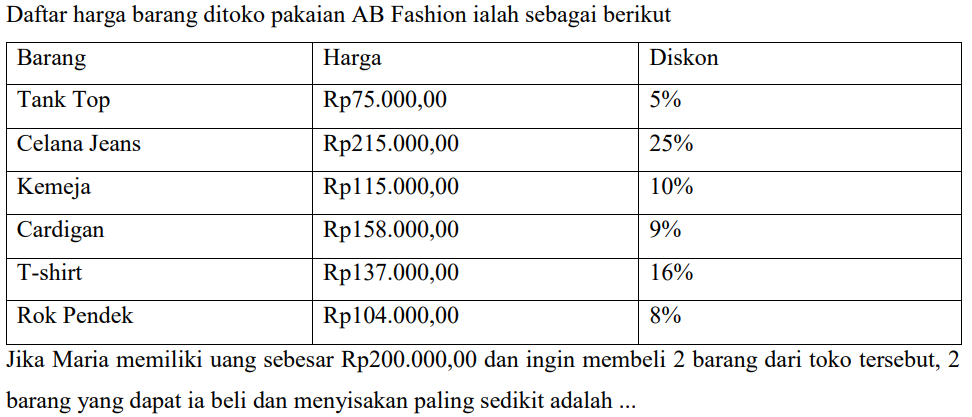 Daftar harga barang ditoko pakaian AB Fashion ialah sebagai berikut
Barang Harga Diskon
Tank Top Rp75.000,00 5%
Celana Jeans Rp215.000,00 25%
Kemeja Rp115.000,00 10%
Cardigan Rp158.000,00 9%
T-shirt Rp137.000,00 16%
Rok Pendek Rp104.000,00 8%
Jika Maria memiliki uang sebesar Rp200.000,00 dan ingin membeli 2 barang dari toko tersebut, 2
barang yang dapat ia beli dan menyisakan paling sedikit adalah ...